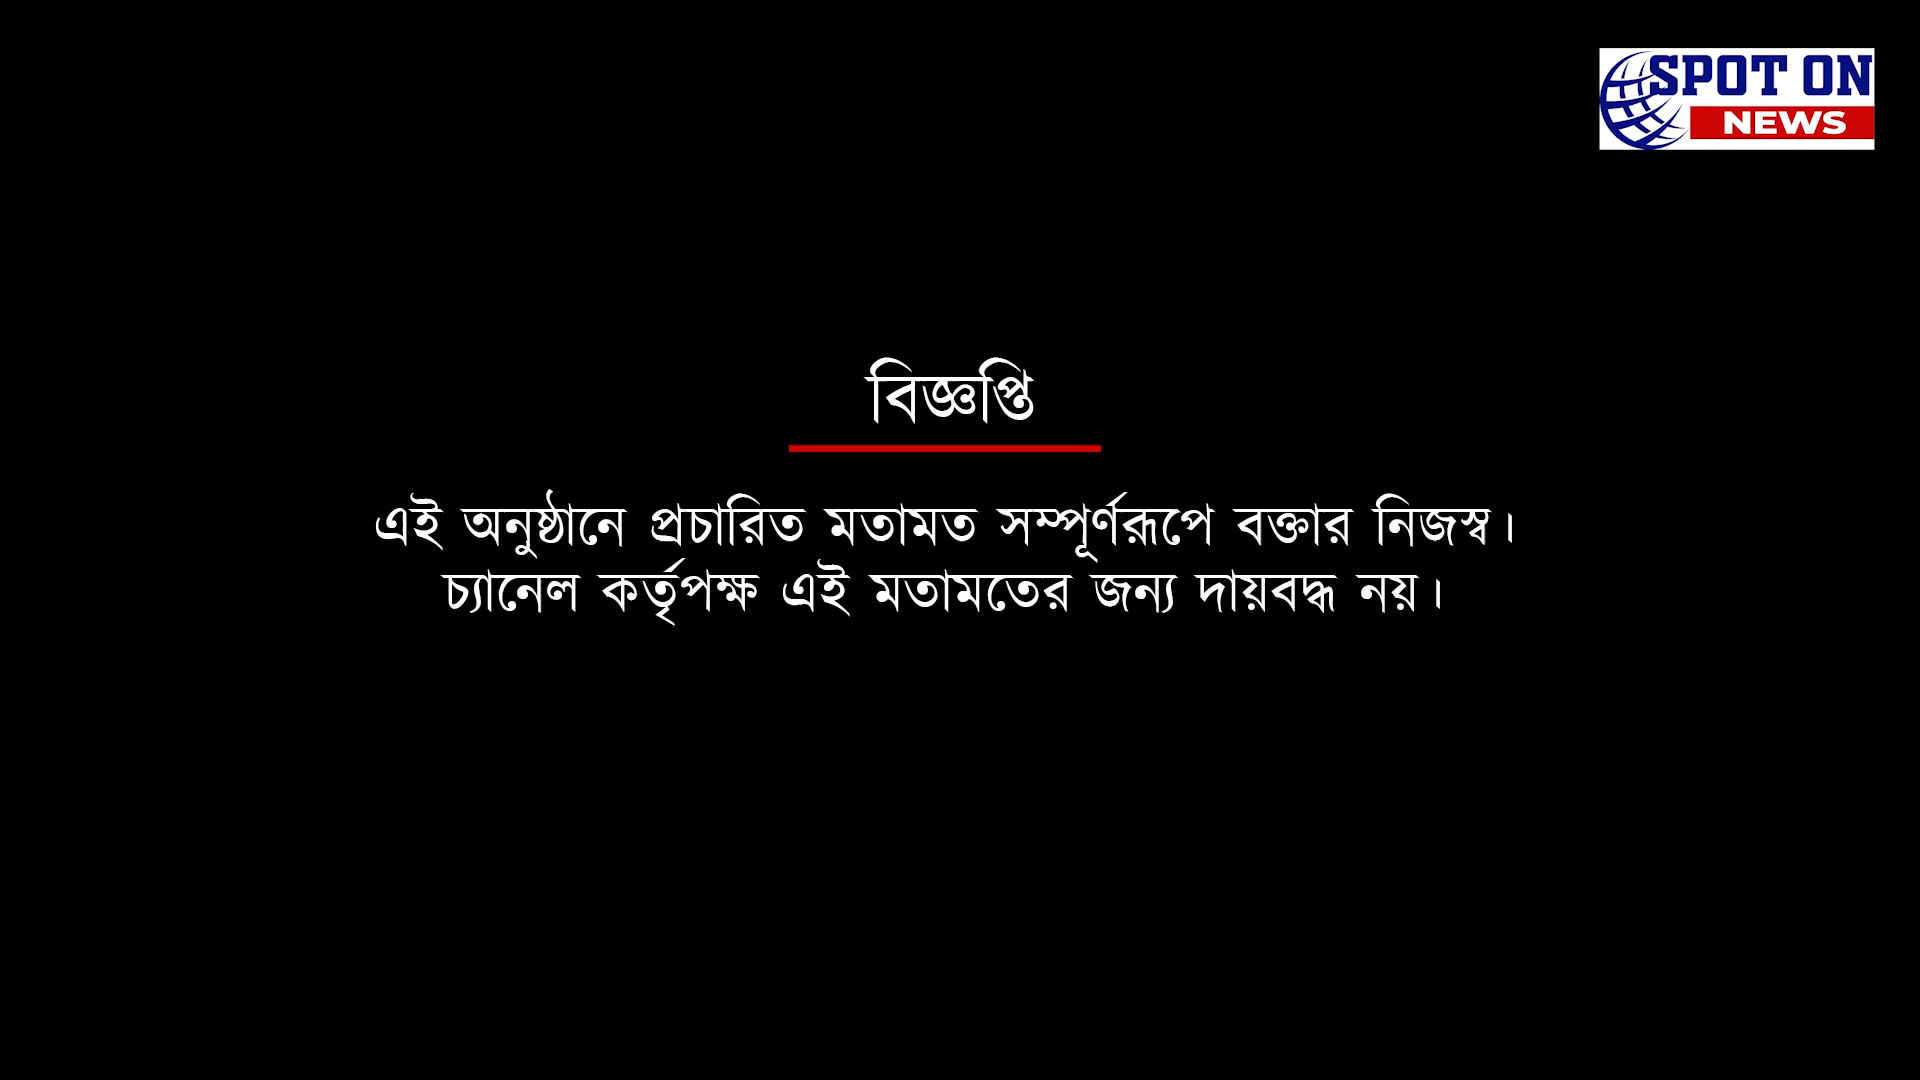 SPOT ON
NEWS
বিজ্ঞপ্তি
এই অনুষ্ঠানে প্রচারিত মতামত সম্পূর্ণরূপে বক্তার নিজস্ব।
চ্যানেল কর্তৃপক্ষ এই মতামতের জন্য দায়বদ্ধ নয়।